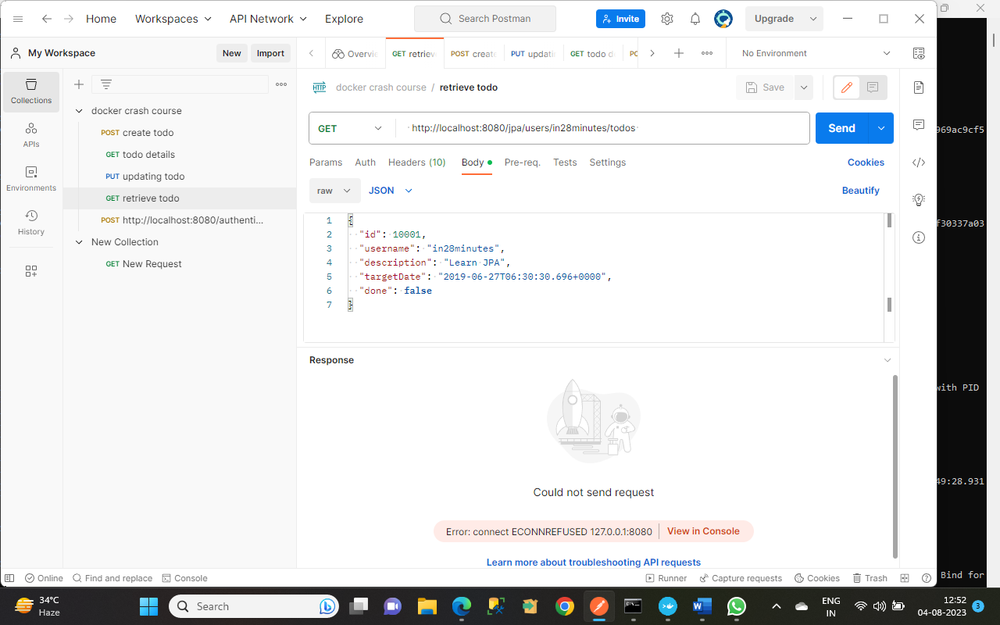 Home
Workspaces
API Network
Explore
Search Postman
Invite
Upgrade
My Workspace
New
Import
Overvie
GET retriev
POST create
PUT updatin
GET todo d
No Environment
Collections
APIs
Environments
History
docker crash course
POST create todo
GET todo details
PUT updating todo
GET retrieve todo
POST http://localhost:8080/authenti...
New Collection
GET New Request
HTTP docker crash course / retrieve todo
Save
GET http://localhost:8080/jpa/users/in28minutes/todos
Send
Params Auth Headers (10) Body Pre-req. Tests Settings
Cookies
raw JSON
Beautify
1 {
2 "id": 10001,
3 "username": "in28minutes",
4 "description": "Learn JPA",
5 "targetDate": "2019-06-27T06:30:30.696+0000",
6 "done": false
7 }
Response
Could not send request
Error: connect ECONNREFUSED 127.0.0.1:8080
View in Console
Learn more about troubleshooting API requests
969ac9cf5
f30337a03
with PID
49:28.931
Bind for
Online
Find and replace
Console
Runner
Capture requests
Cookies
Trash
34°C
Haze
Search
ENG
IN
12:52
04-08-2023
3